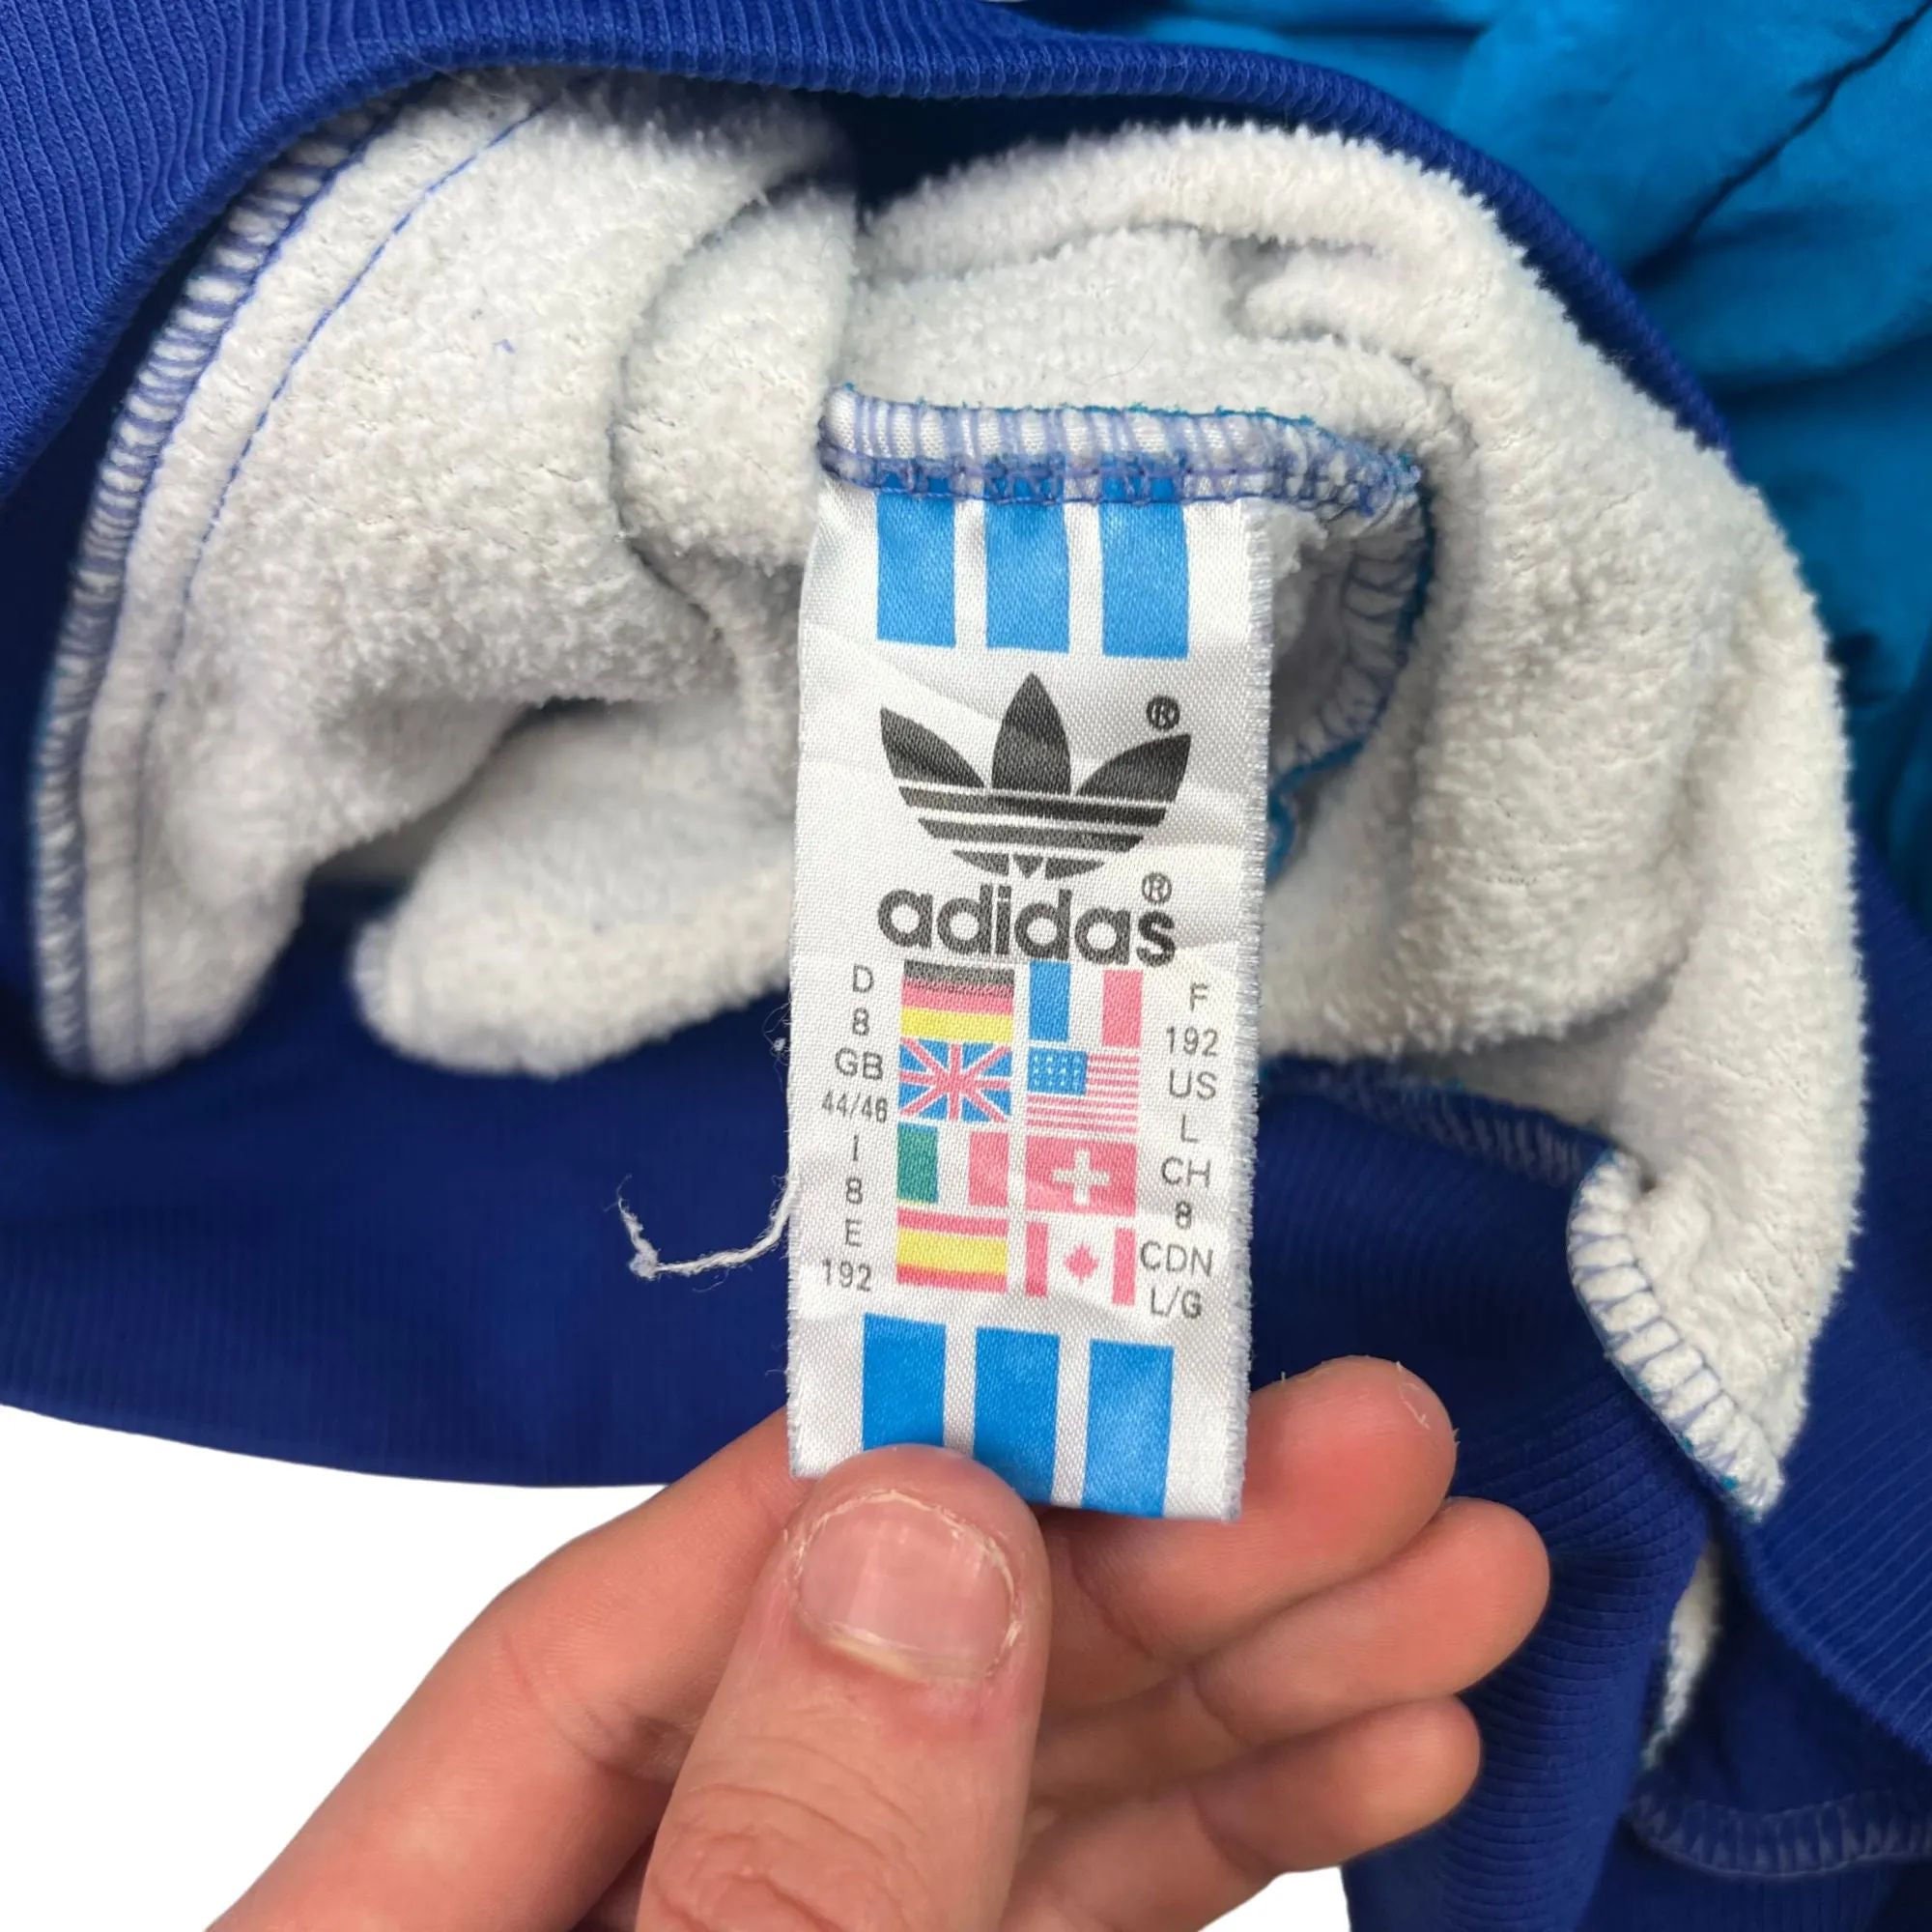 ®
adidas®
D
8
GB
44/46
I
8
E
192
F
192
US
L
CH
8
CDN
L/G